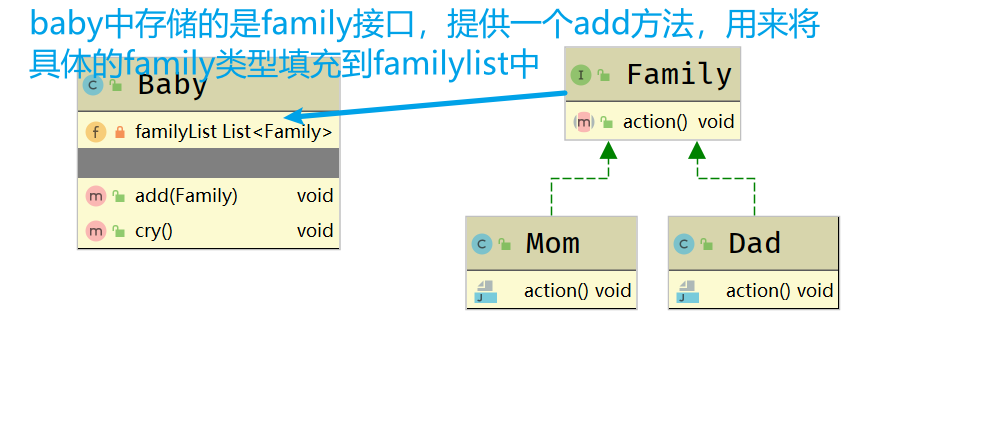 baby中存储的是family接口，提供一个add方法，用来将
具体的family类型填充到familylist中
C Baby
f familyList List<Family>
m add(Family) void
m cry() void
I Family
m action() void
C Mom
J action() void
C Dad
J action() void